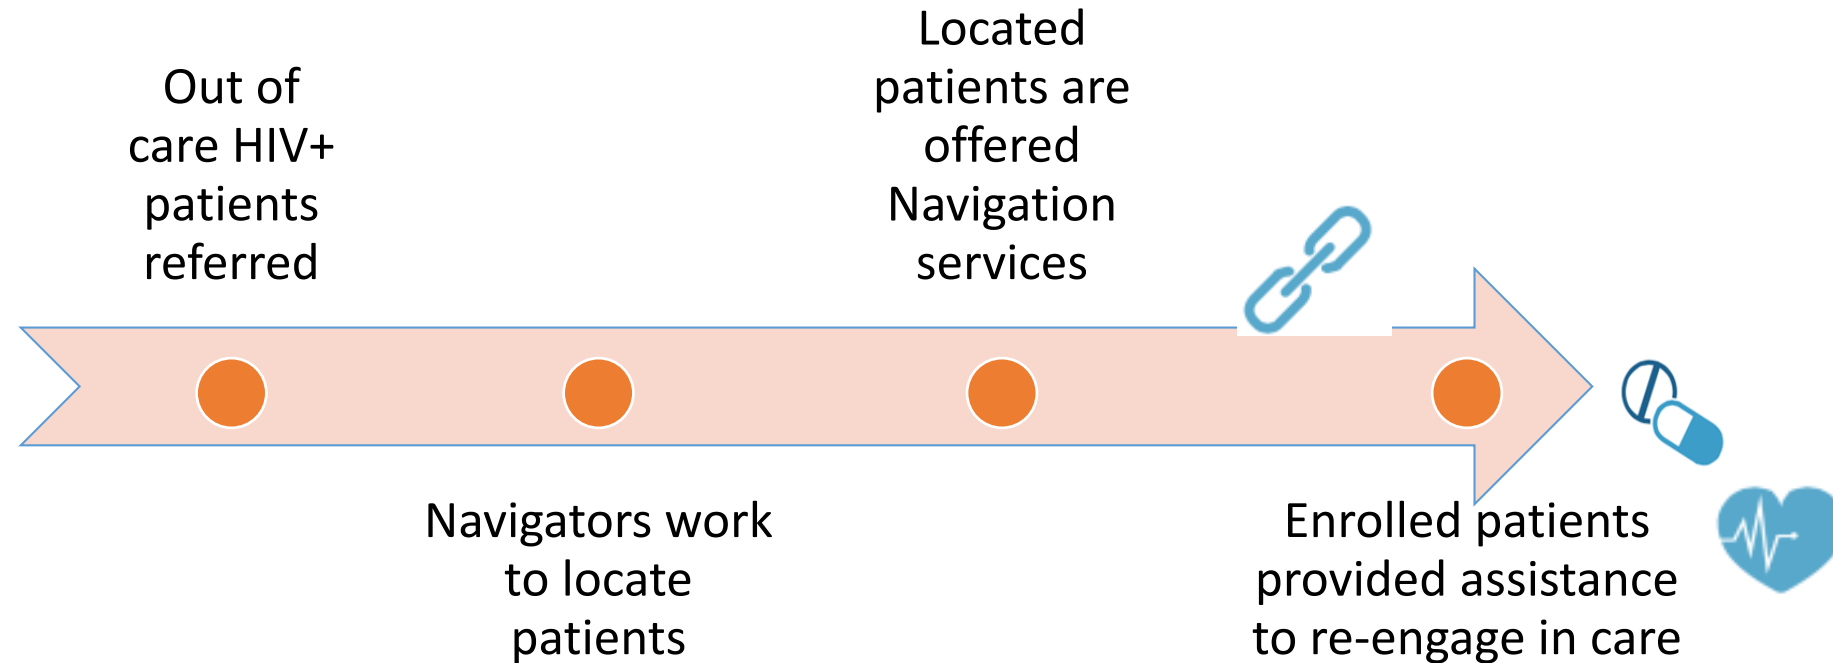 Out of
care HIV+
patients
referred
Navigators work
to locate
patients
Located
patients are
offered
Navigation
services
Enrolled patients
provided assistance
to re-engage in care